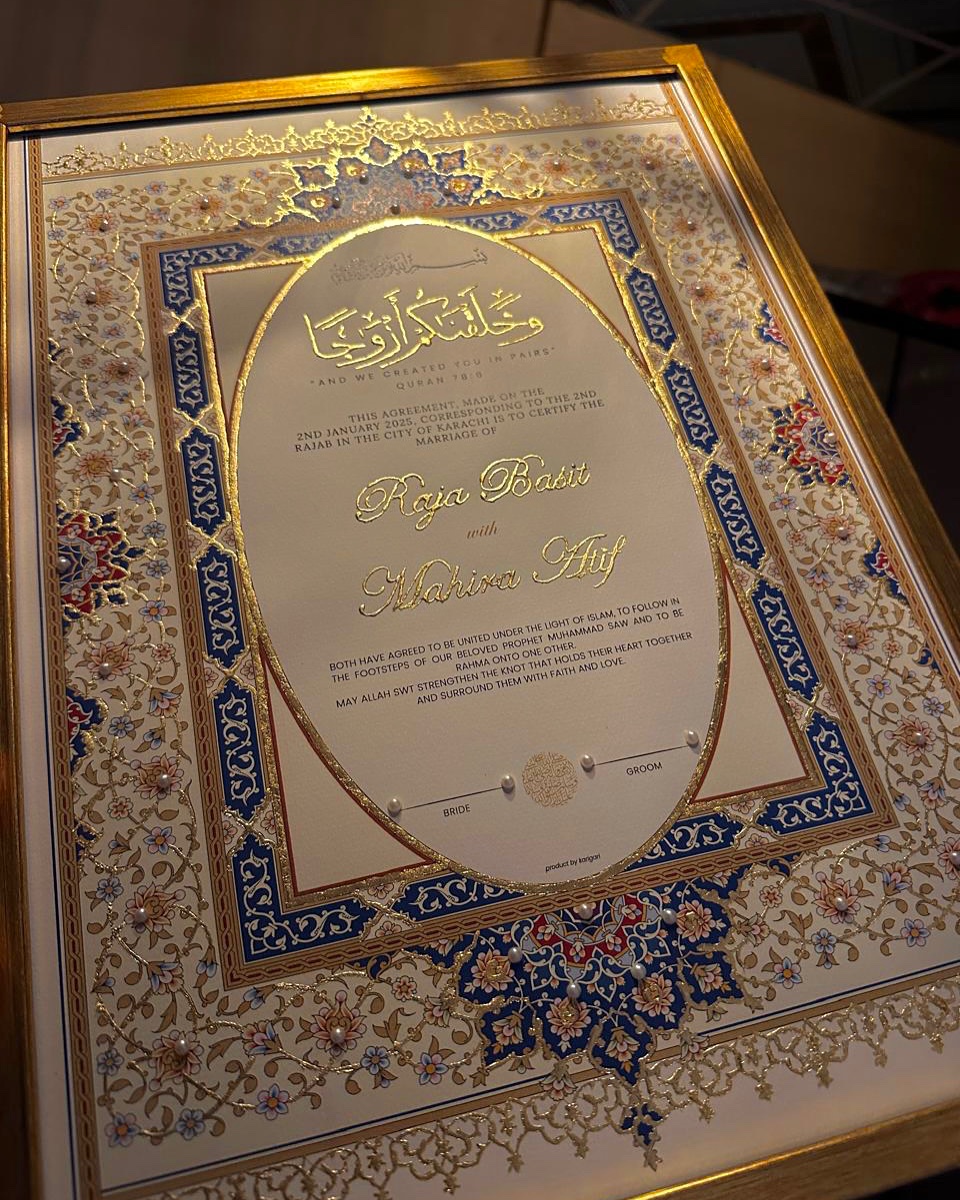 بسم الله الرحمن الرحيم
وَخَلَقْنَاكُمْ أَزْوَاجًا
"AND WE CREATED YOU IN PAIRS"
QURAN 78:8
THIS AGREEMENT, MADE ON THE
2ND JANUARY 2025, CORRESPONDING TO THE 2ND
RAJAB IN THE CITY OF KARACHI IS TO CERTIFY THE
MARRIAGE OF
Raja Basit
with
Mahira Atif
BOTH HAVE AGREED TO BE UNITED UNDER THE LIGHT OF ISLAM, TO FOLLOW IN
THE FOOTSTEPS OF OUR BELOVED PROPHET MUHAMMAD SAW AND TO BE
RAHMA ONTO ONE OTHER.
MAY ALLAH SWT STRENGTHEN THE KNOT THAT HOLDS THEIR HEART TOGETHER
AND SURROUND THEM WITH FAITH AND LOVE.
BRIDE
GROOM
product by karigari